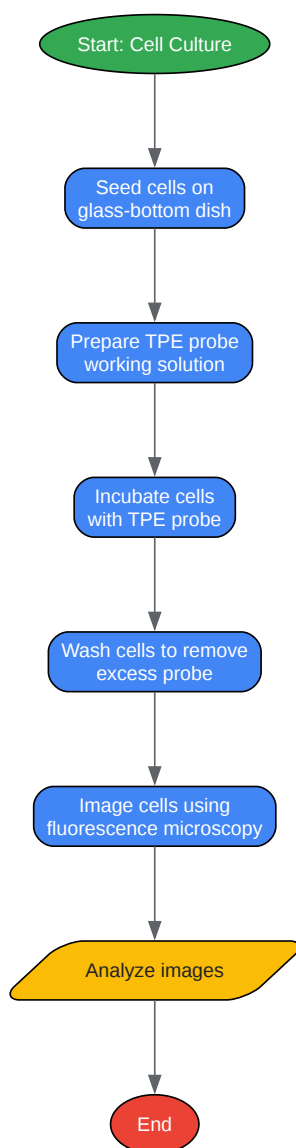 Start: Cell Culture
Seed cells on
glass-bottom dish
Prepare TPE probe
working solution
Incubate cells
with TPE probe
Wash cells to remove
excess probe
Image cells using
fluorescence microscopy
Analyze images
End